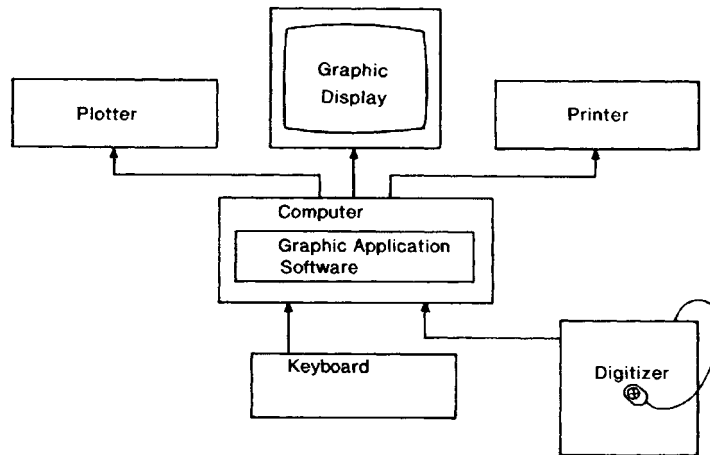 Graphic
Display
Plotter
Printer
Computer
Graphic Application
Software
Keyboard
Digitizer